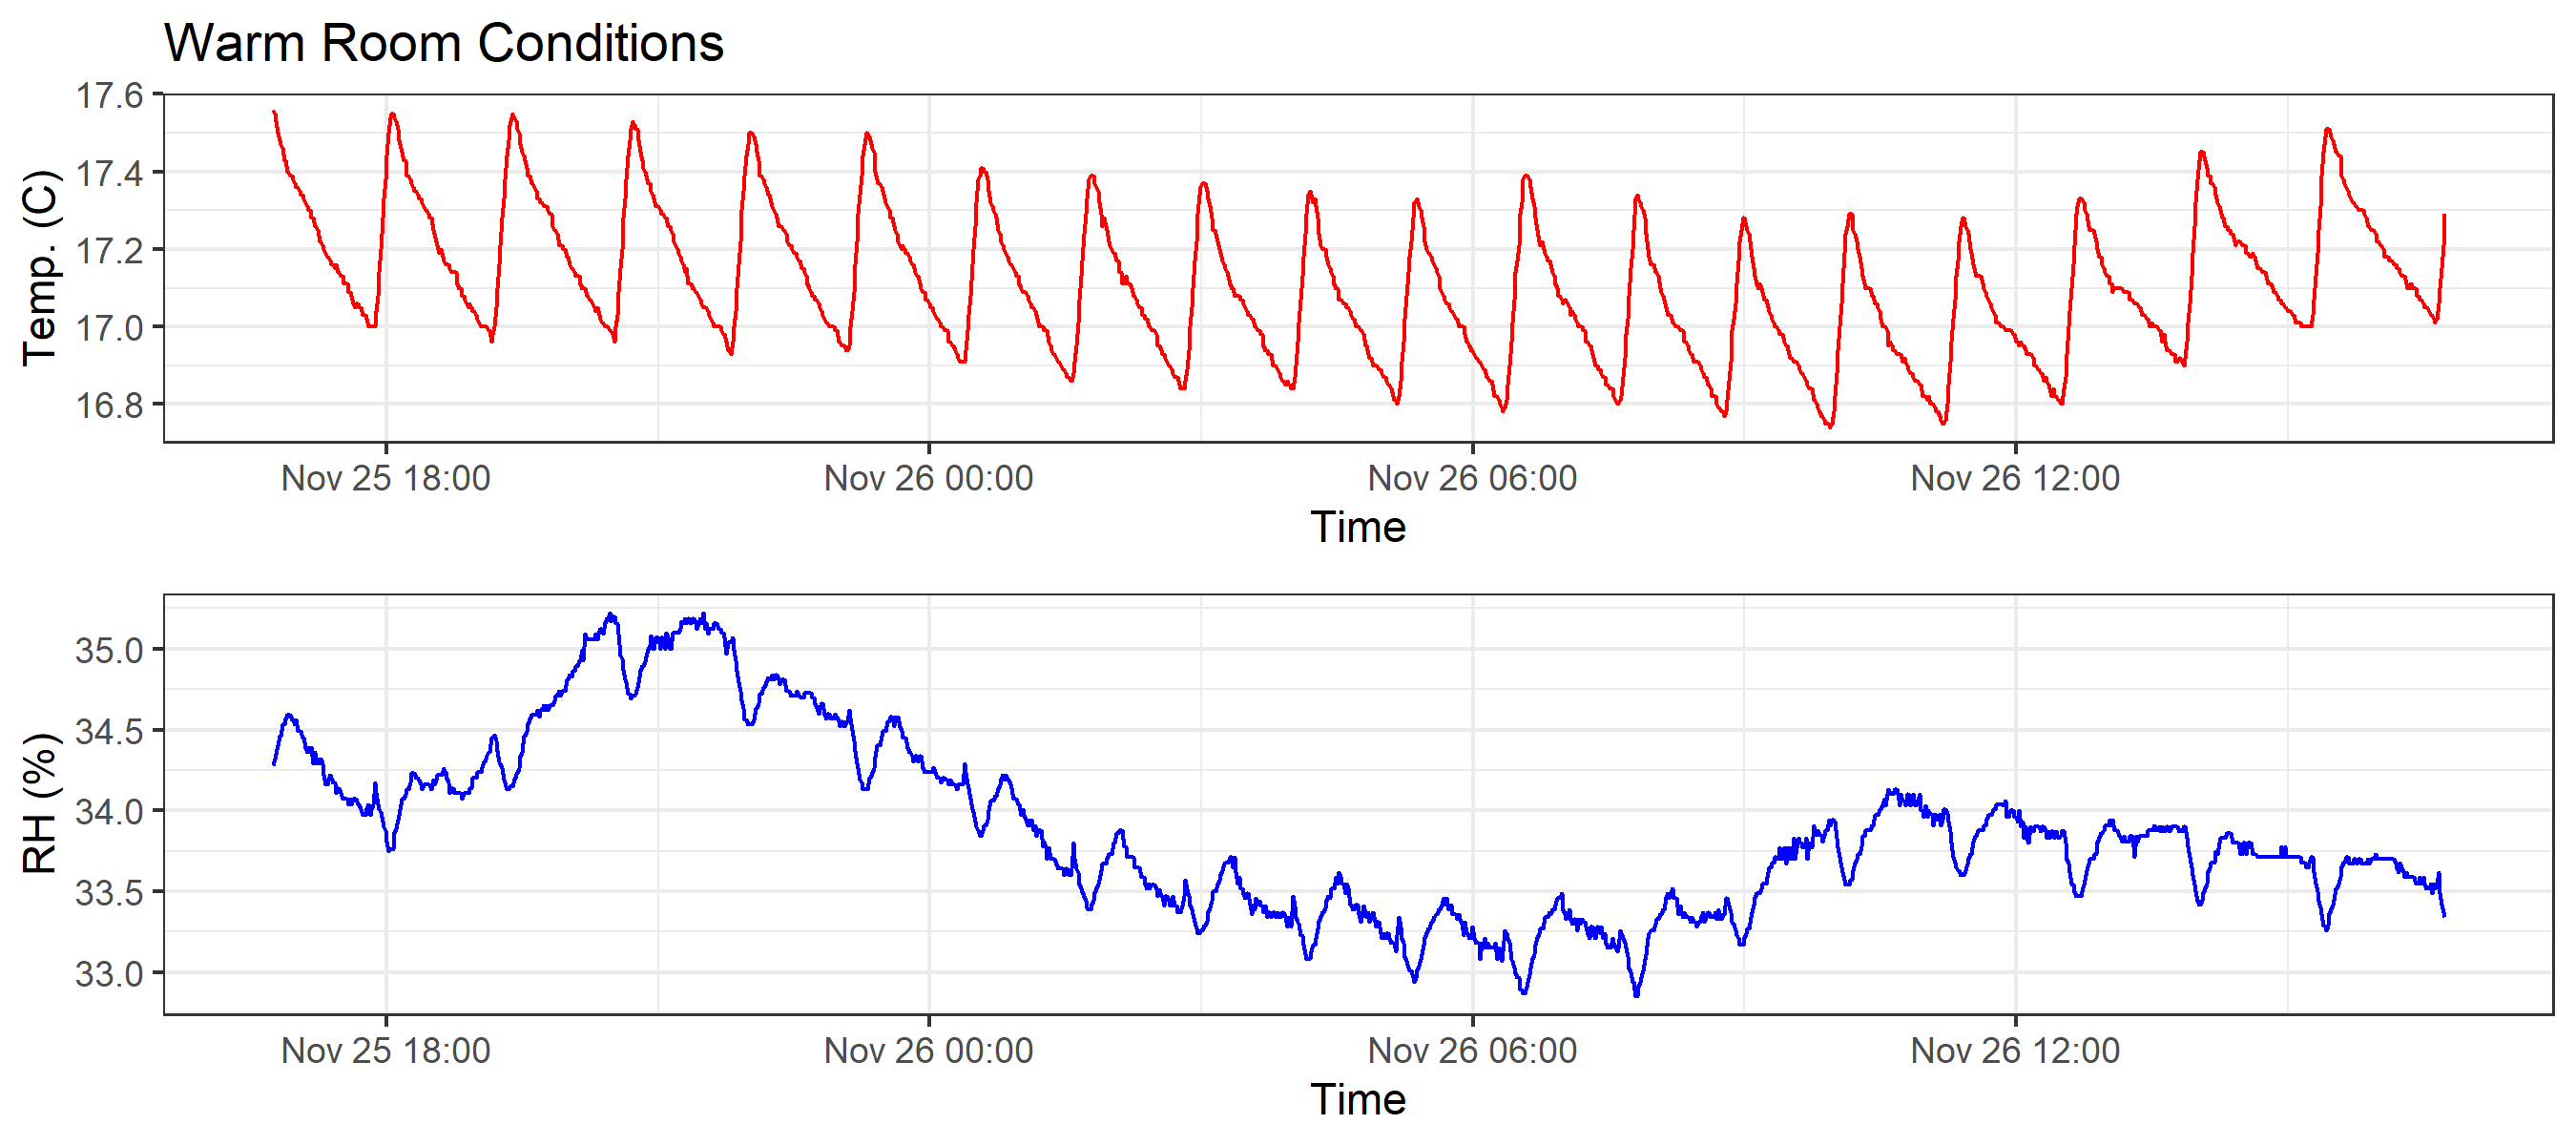 Warm Room Conditions
17.6
17.4
17.2
17.0
16.8
Temp. (C)
Nov 25 18:00 Nov 26 00:00 Nov 26 06:00 Nov 26 12:00
Time
35.0
34.5
34.0
33.5
33.0
RH (%)
Nov 25 18:00 Nov 26 00:00 Nov 26 06:00 Nov 26 12:00
Time